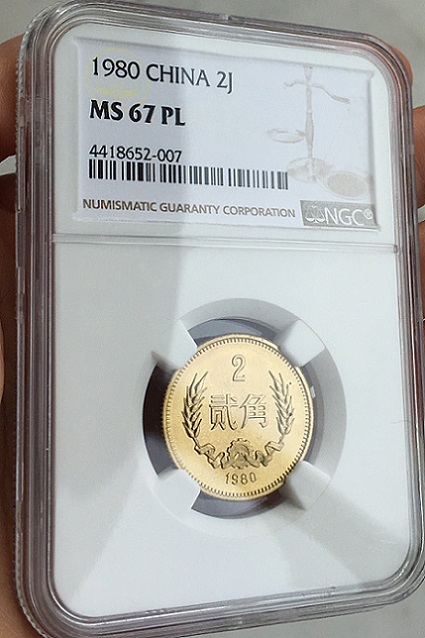 1980 CHINA 2J
MS 67 PL
4418652-007
NUMISMATIC GUARANTY CORPORATION
NGC®
2
贰角
1980